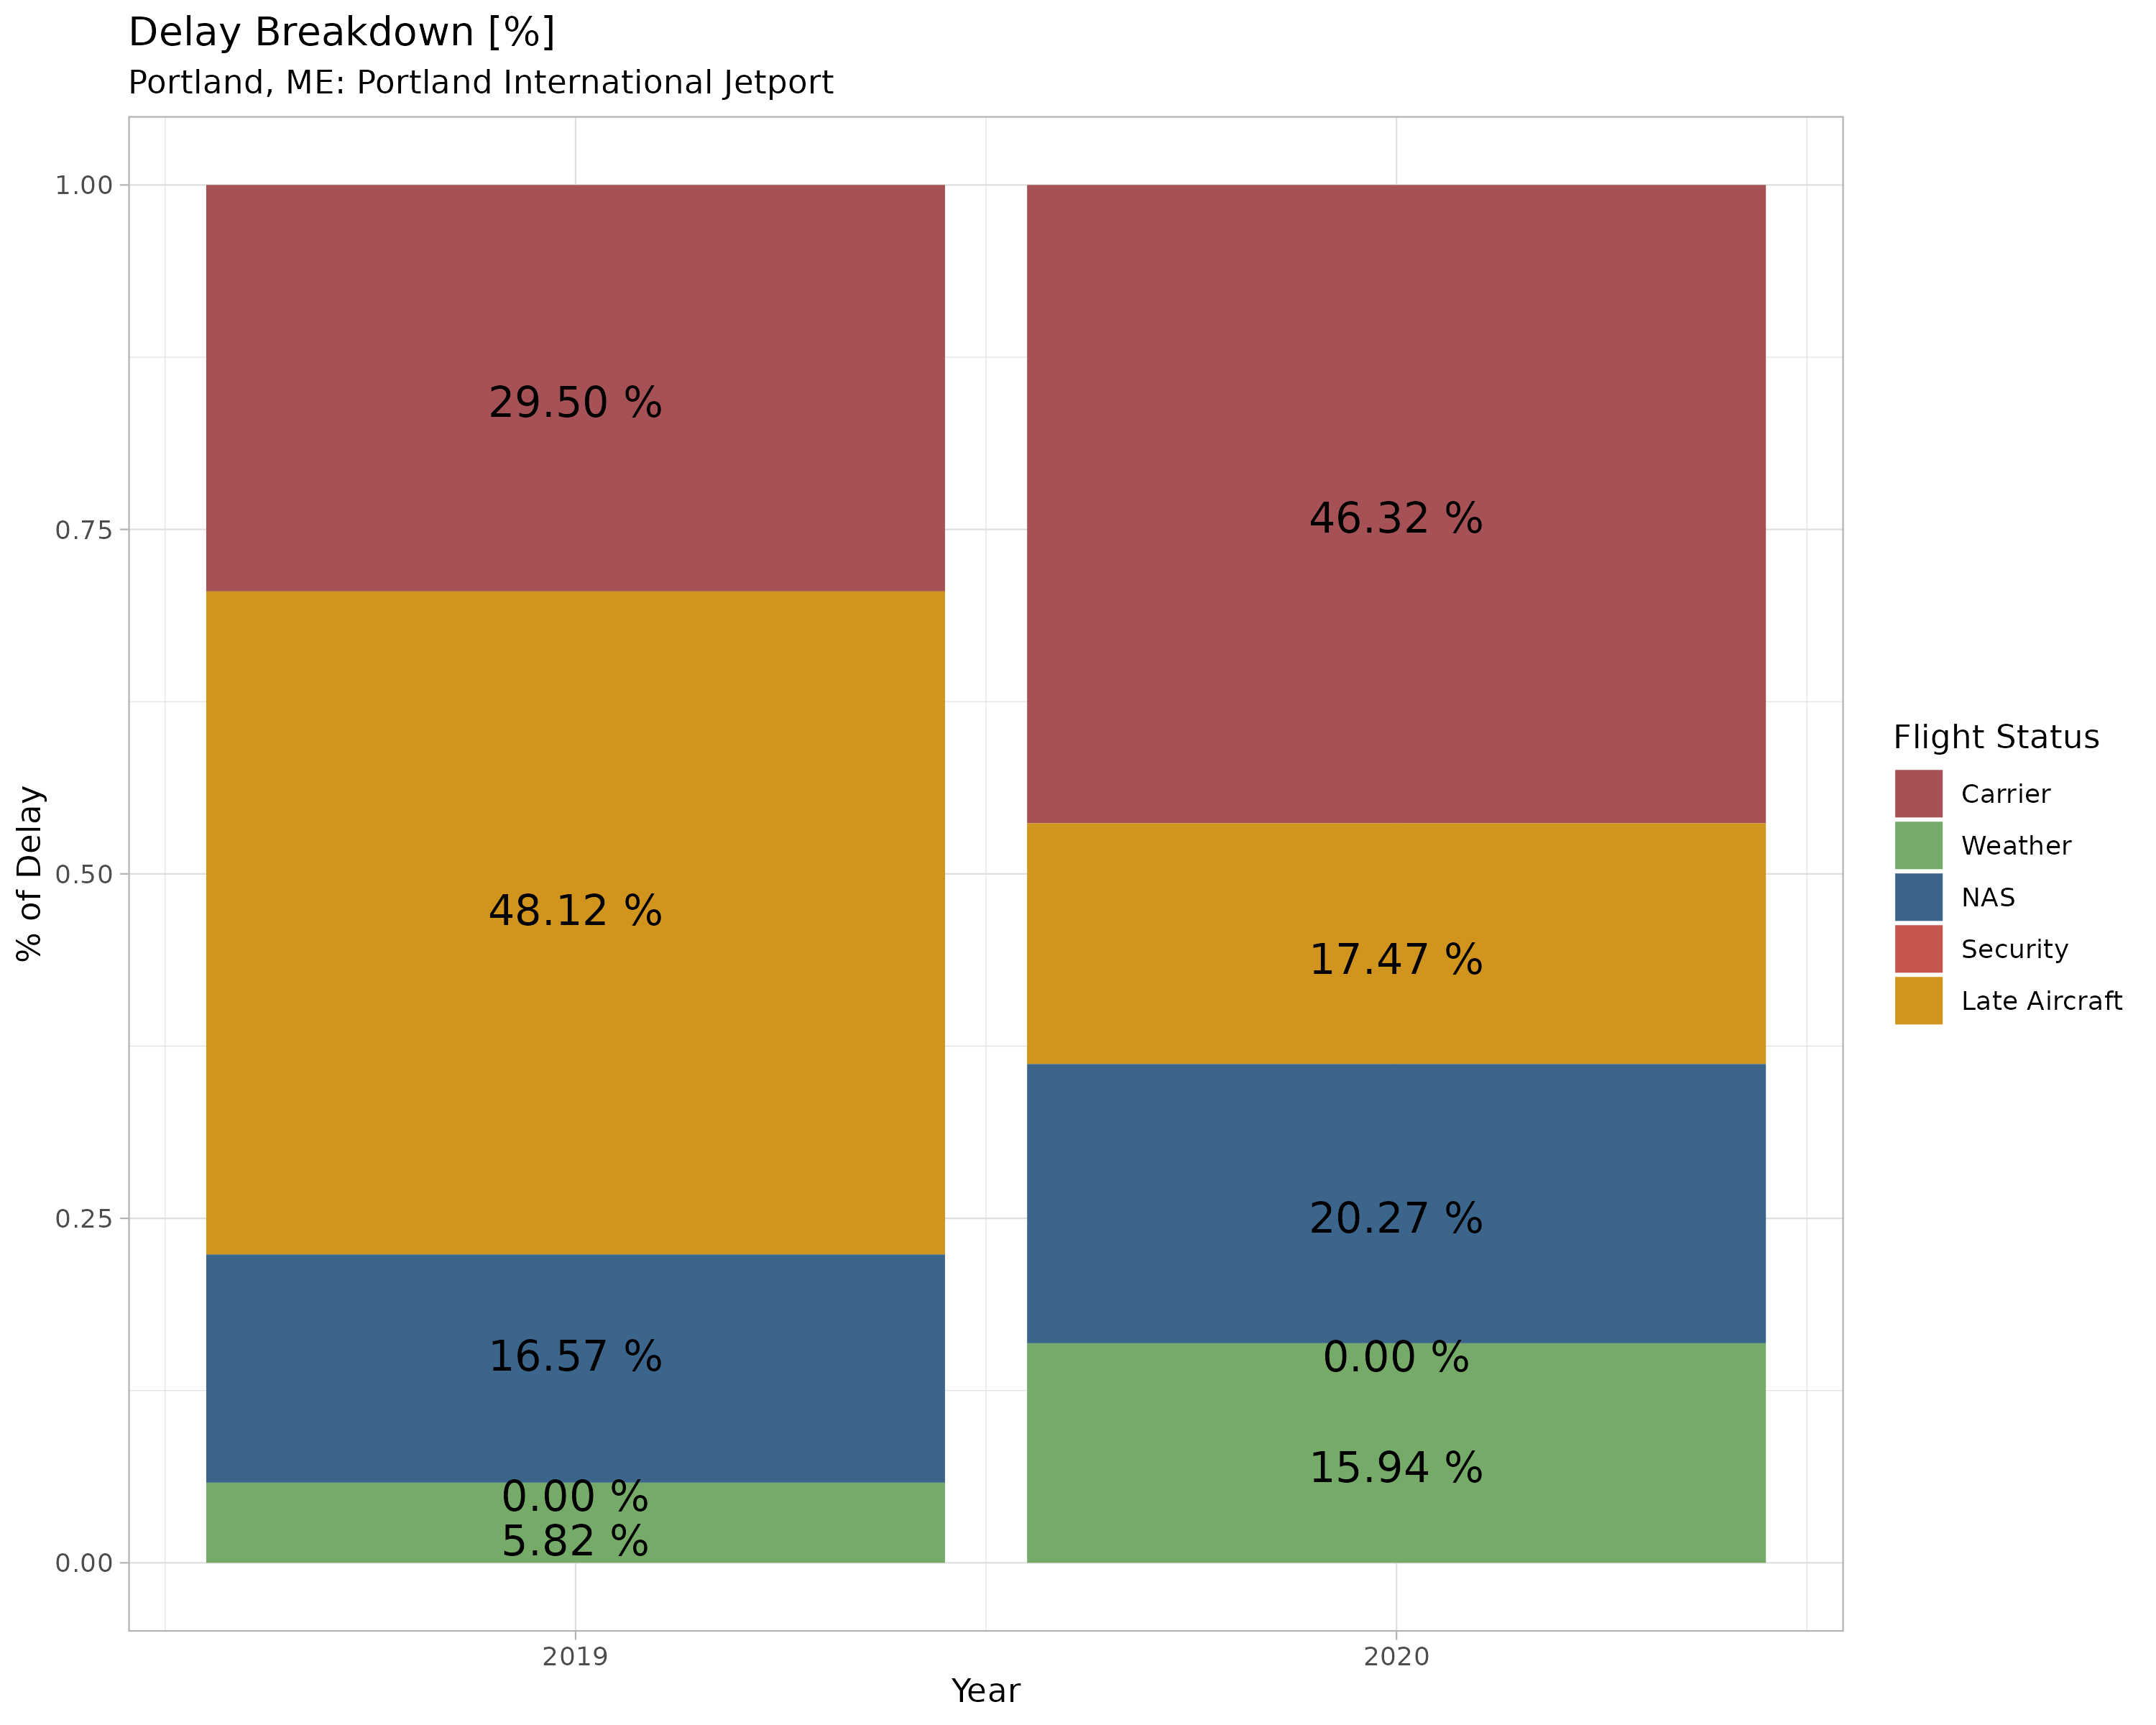 Delay Breakdown [%]
Portland, ME: Portland International Jetport
% of Delay
1.00
0.75
0.50
0.25
0.00
29.50 %
48.12 %
16.57 %
0.00 %
5.82 %
46.32 %
17.47 %
20.27 %
0.00 %
15.94 %
2019
2020
Year
Flight Status
Carrier
Weather
NAS
Security
Late Aircraft